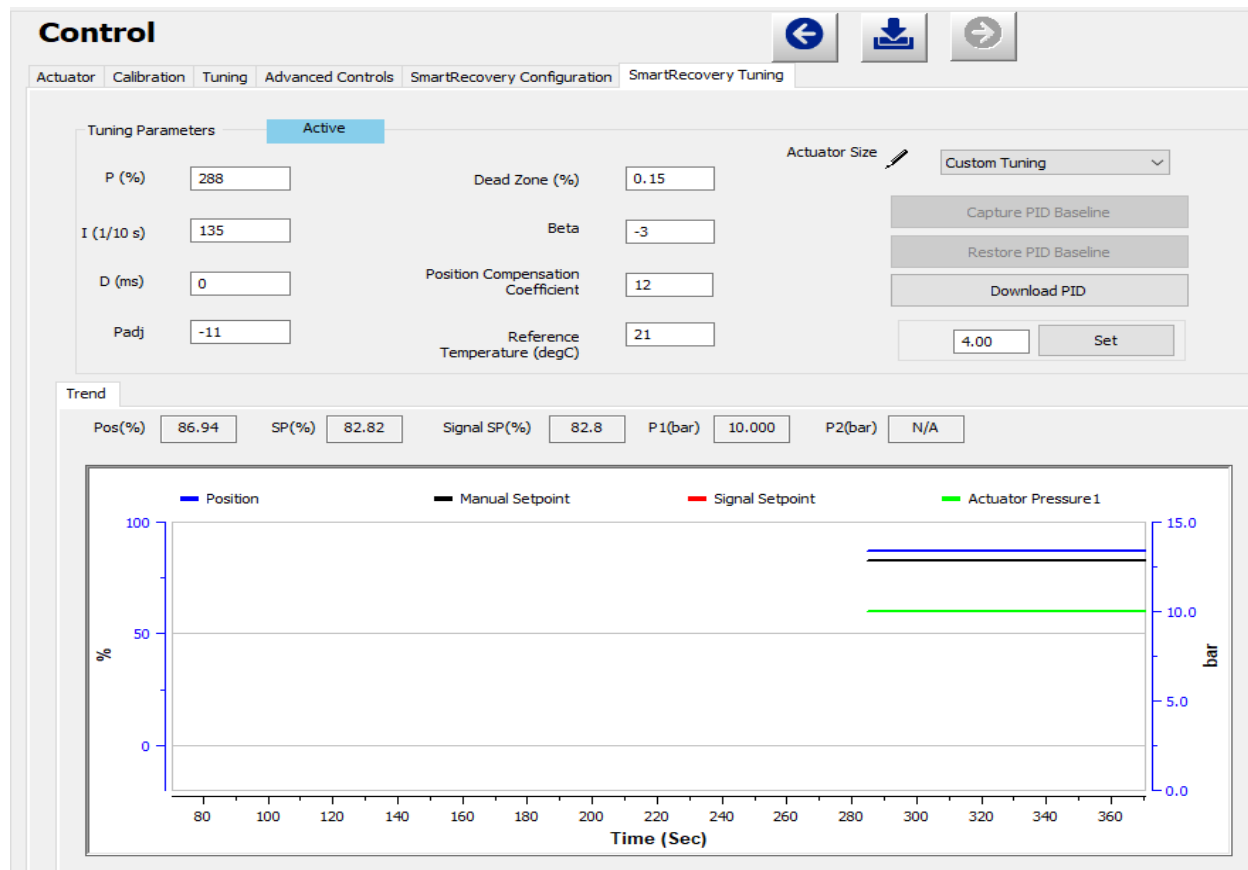 Control
Actuator Calibration Tuning Advanced Controls SmartRecovery Configuration SmartRecovery Tuning
Tuning Parameters Active
Actuator Size Custom Tuning
P (%) 288 Dead Zone (%) 0.15
Capture PID Baseline
I (1/10 s) 135 Beta -3
Restore PID Baseline
D (ms) 0 Position Compensation
Coefficient 12
Download PID
Padj -11 Reference
Temperature (degC) 21
4.00 Set
Trend
Pos(%) 86.94 SP(%) 82.82 Signal SP(%) 82.8 P1(bar) 10.000 P2(bar) N/A
Position Manual Setpoint Signal Setpoint Actuator Pressure1
100 15.0
10.0
50
%
bar
5.0
0
0.0
80 100 120 140 160 180 200 220 240 260 280 300 320 340 360
Time (Sec)